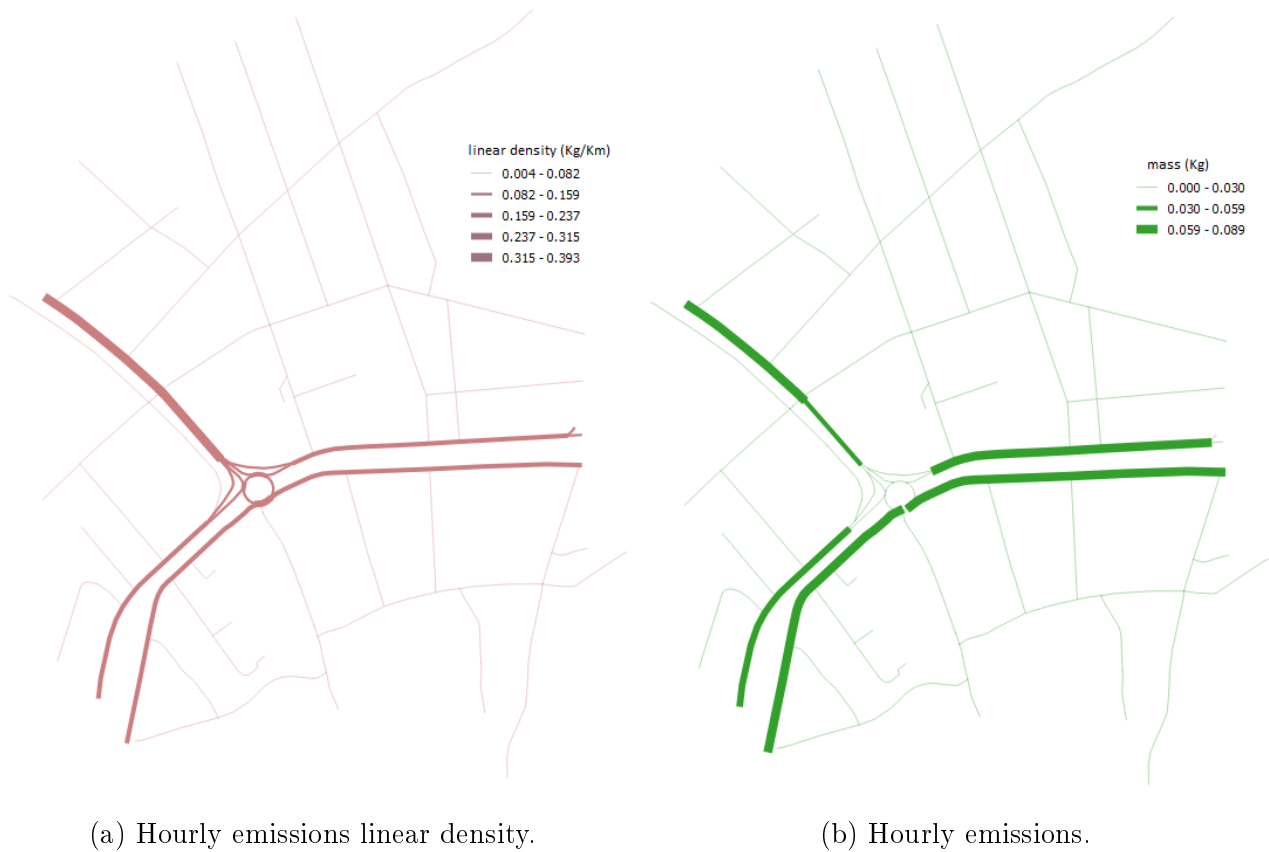 linear density (Kg/Km)
0.004 - 0.082
0.082 - 0.159
0.159 - 0.237
0.237 - 0.315
0.315 - 0.393
mass (Kg)
0.000 - 0.030
0.030 - 0.059
0.059 - 0.089
(a) Hourly emissions linear density.
(b) Hourly emissions.